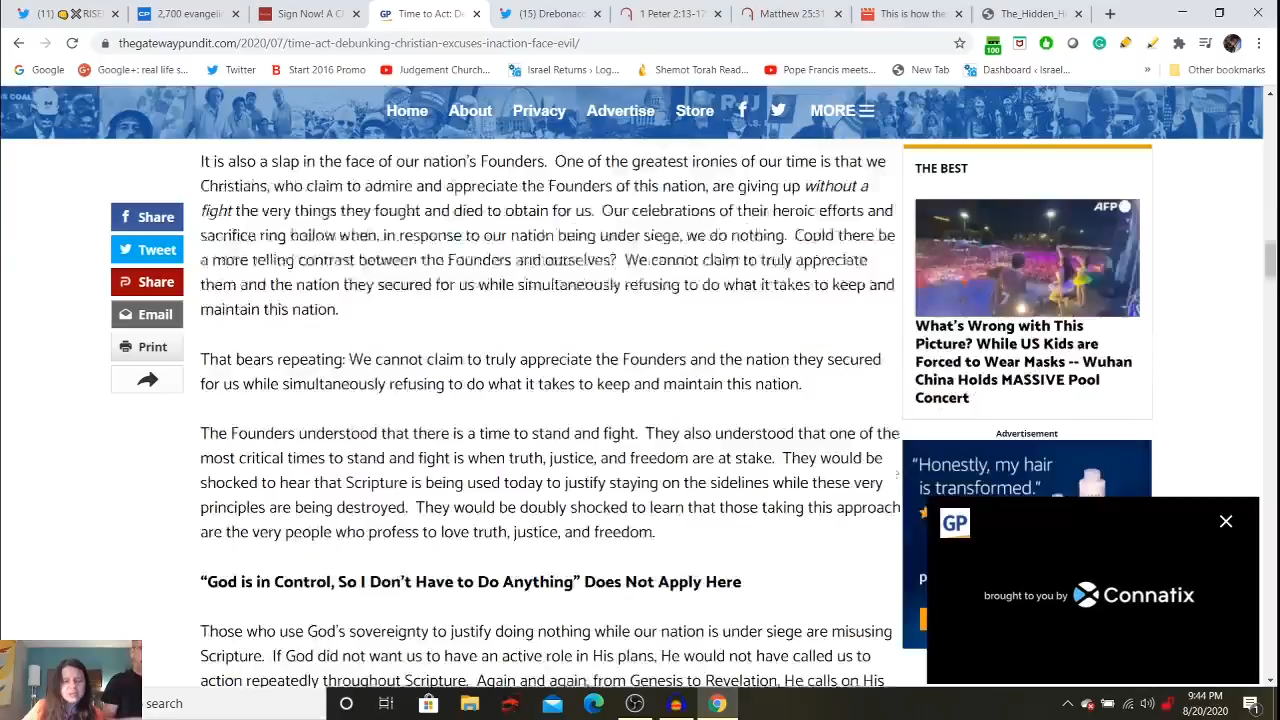 (11) RISE
2,700 evangeli
Sign Now! A C
GP Time to Act: De
(15) Drebonac
1 Peter 2:13-1
Matthew 25:31
This is how the
The_Hidden_H
thegatewaypundit.com/2020/07/time-act-debunking-christian-excuses-inaction-face-evil/
100
Google
Google+: real life s...
Twitter
Start 2016 Promo
Judgement Church...
Israel Returns › Log...
Shemot Torah Read...
Pope Francis meets...
New Tab
Dashboard ‹ Israel...
»
Other bookmarks
Home About Privacy Advertise Store MORE
It is also a slap in the face of our nation's Founders. One of the greatest ironies of our time is that we
Christians, who claim to admire and appreciate the Founders of this nation, are giving up without a
fight the very things they fought and died to obtain for us. Our celebrations of their heroic efforts and
sacrifice ring hollow when, in response to our nation being under siege, we do nothing. Could there be
a more telling contrast between the Founders and ourselves? We cannot claim to truly appreciate
them and the nation they secured for us while simultaneously refusing to do what it takes to keep and
maintain this nation.
That bears repeating: We cannot claim to truly appreciate the Founders and the nation they secured
for us while simultaneously refusing to do what it takes to keep and maintain this nation.
The Founders understood that there is a time to stand and fight. They also understood that one of the
most critical times to stand and fight is when truth, justice, and freedom are at stake. They would be
shocked to hear that Scripture is being used today to justify staying on the sidelines while these very
principles are being destroyed. They would be doubly shocked to learn that those taking this approach
are the very people who profess to love truth, justice, and freedom.
“God is in Control, So I Don't Have to Do Anything” Does Not Apply Here
Those who use God's sovereignty to justify doing nothing while our nation is under siege are misusing
Scripture. If God did not want us to have an active role in His plans, He would not have called us to
action repeatedly throughout Scripture. Again and again, from Genesis to Revelation, He calls on His
Share
Tweet
Share
Email
Print
THE BEST
AFP
What's Wrong with This
Picture? While US Kids are
Forced to Wear Masks -- Wuhan
China Holds MASSIVE Pool
Concert
Advertisement
“Honestly, my hair
is transformed.”
GP
brought to you by Connatix
search
9:44 PM
8/20/2020